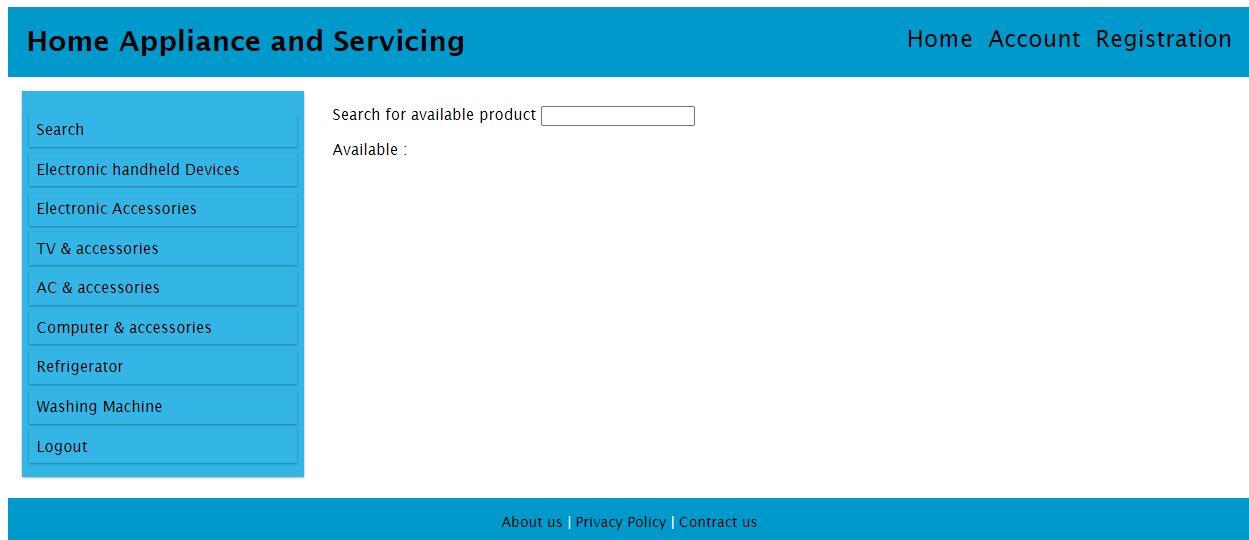 Home Appliance and Servicing
Home Account Registration
Search
Electronic handheld Devices
Electronic Accessories
TV & accessories
AC & accessories
Computer & accessories
Refrigerator
Washing Machine
Logout
Search for available product
Available :
About us | Privacy Policy | Contract us